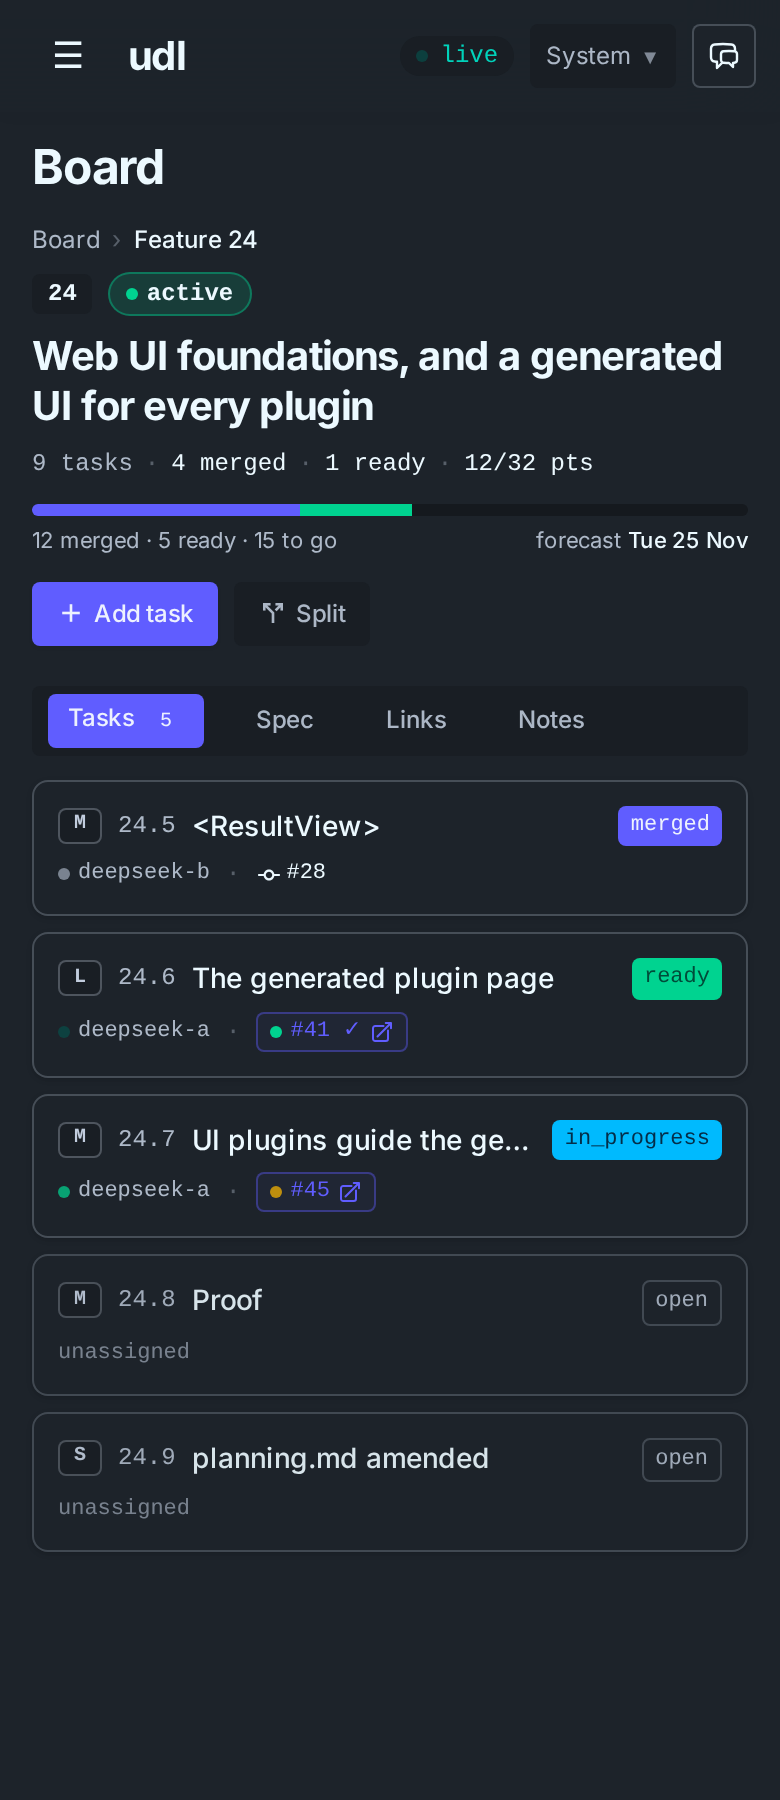 ☰ udl live System ▾
Board
Board › Feature 24
24 active
Web UI foundations, and a generated
UI for every plugin
9 tasks · 4 merged · 1 ready · 12/32 pts
12 merged · 5 ready · 15 to go forecast Tue 25 Nov
+ Add task Split
Tasks 5 Spec Links Notes
M 24.5 <ResultView> merged
deepseek-b · #28
L 24.6 The generated plugin page ready
deepseek-a · #41 ✓
M 24.7 UI plugins guide the ge... in_progress
deepseek-a · #45
M 24.8 Proof open
unassigned
S 24.9 planning.md amended open
unassigned